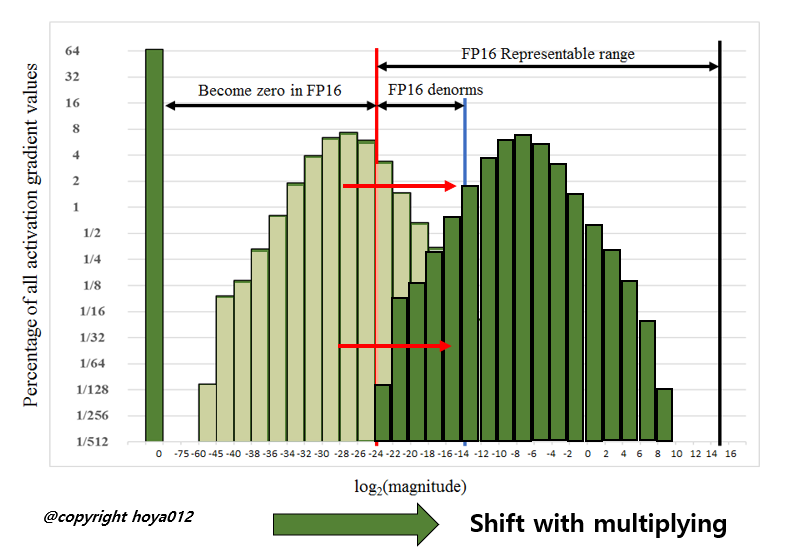 FP16 Representable range
Become zero in FP16
FP16 denorms
Percentage of all activation gradient values
64
32
16
8
4
2
1
1/2
1/4
1/8
1/16
1/32
1/64
1/128
1/256
1/512
0 -75 -60 -45 -40 -38 -36 -34 -32 -28 -26 -24 -22 -20 -18 -16 -14 -12 -10 -8 -6 -4 -2 0 2 4 6 8 10 12 14 16
log2(magnitude)
@copyright hoya012
Shift with multiplying